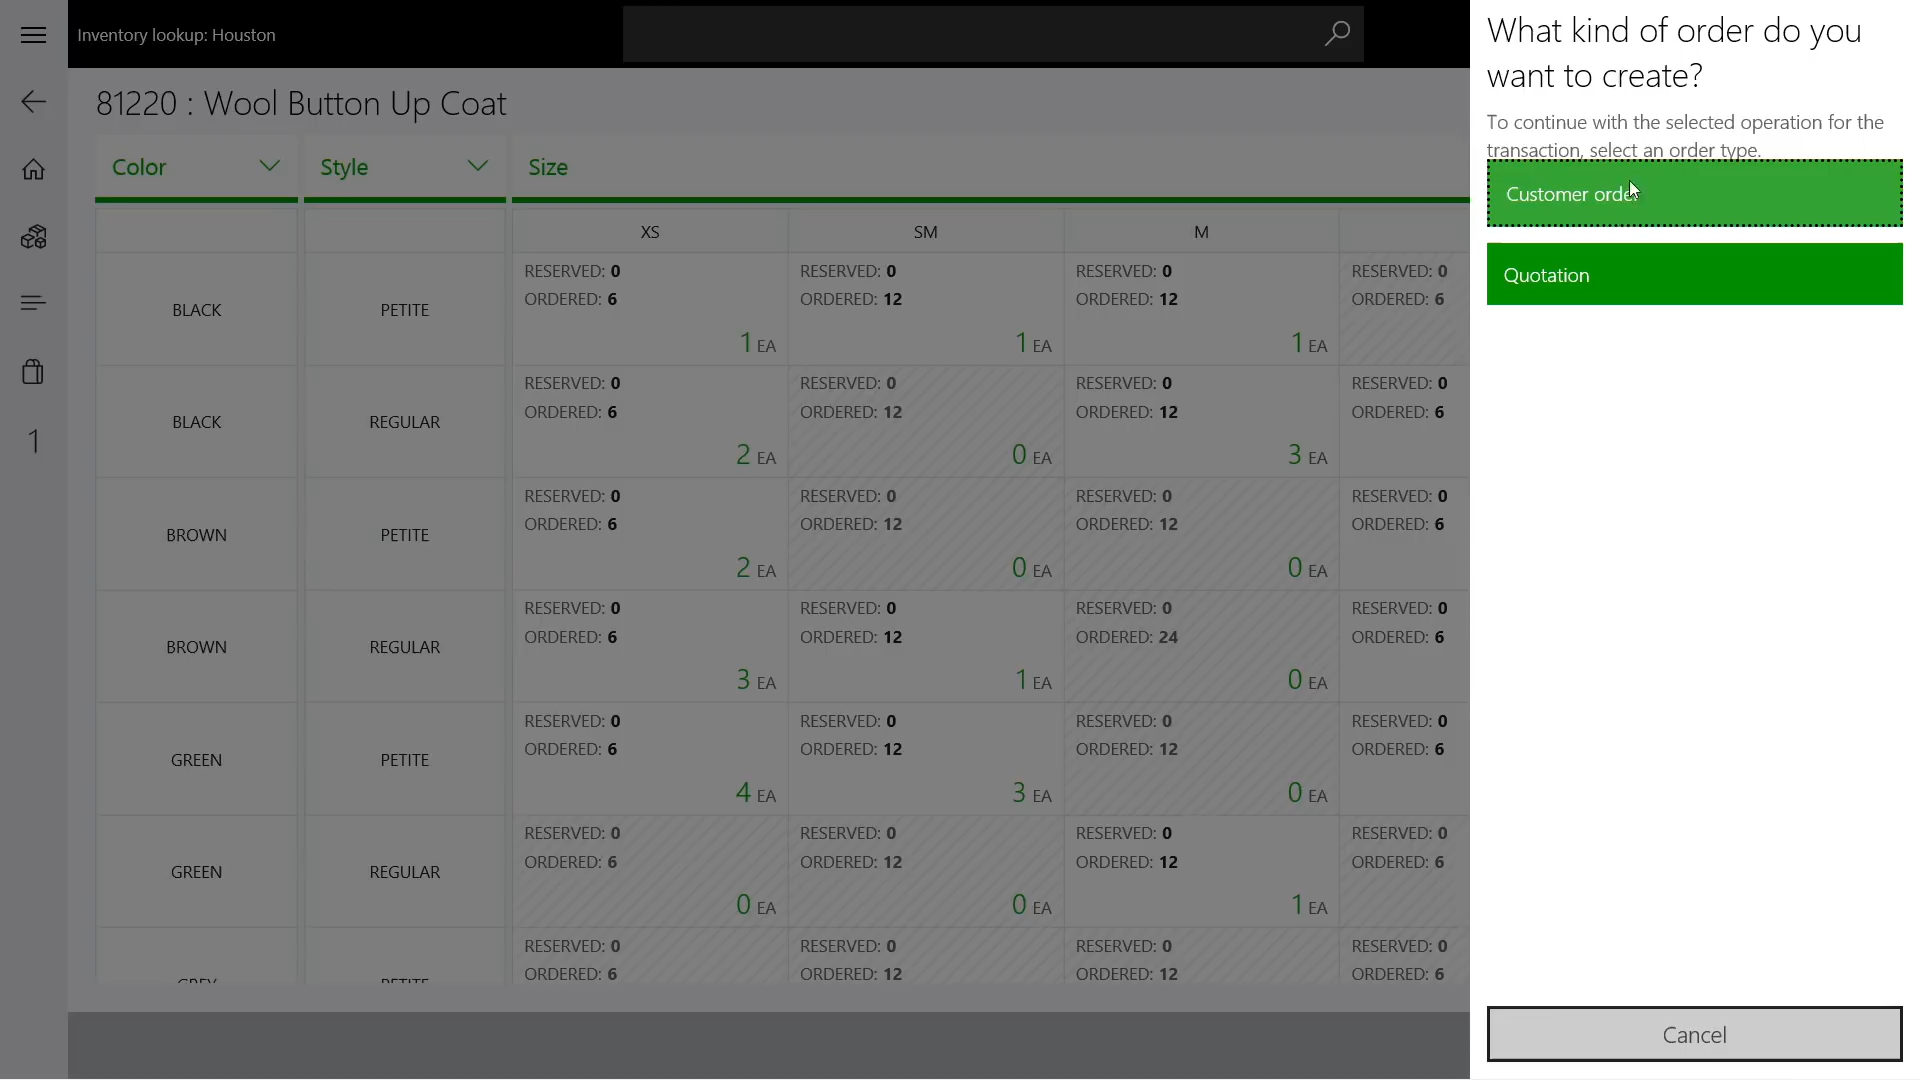 Inventory lookup: Houston
81220 : Wool Button Up Coat
Color
Style
Size
XS
SM
M
BLACK
PETITE
RESERVED: 0
ORDERED: 6
1 EA
RESERVED: 0
ORDERED: 12
1 EA
RESERVED: 0
ORDERED: 12
1 EA
RESERVED: 0
ORDERED: 6
BLACK
REGULAR
RESERVED: 0
ORDERED: 6
2 EA
RESERVED: 0
ORDERED: 12
0 EA
RESERVED: 0
ORDERED: 12
3 EA
RESERVED: 0
ORDERED: 6
1
BROWN
PETITE
RESERVED: 0
ORDERED: 6
2 EA
RESERVED: 0
ORDERED: 12
0 EA
RESERVED: 0
ORDERED: 12
0 EA
RESERVED: 0
ORDERED: 6
BROWN
REGULAR
RESERVED: 0
ORDERED: 6
3 EA
RESERVED: 0
ORDERED: 12
1 EA
RESERVED: 0
ORDERED: 24
0 EA
RESERVED: 0
ORDERED: 6
GREEN
PETITE
RESERVED: 0
ORDERED: 6
4 EA
RESERVED: 0
ORDERED: 12
3 EA
RESERVED: 0
ORDERED: 12
0 EA
RESERVED: 0
ORDERED: 6
GREEN
REGULAR
RESERVED: 0
ORDERED: 6
0 EA
RESERVED: 0
ORDERED: 12
0 EA
RESERVED: 0
ORDERED: 12
1 EA
RESERVED: 0
ORDERED: 6
GREY
PETITE
RESERVED: 0
ORDERED: 6
RESERVED: 0
ORDERED: 12
RESERVED: 0
ORDERED: 12
RESERVED: 0
ORDERED: 6
What kind of order do you
want to create?
To continue with the selected operation for the
transaction, select an order type.
Customer order
Quotation
Cancel